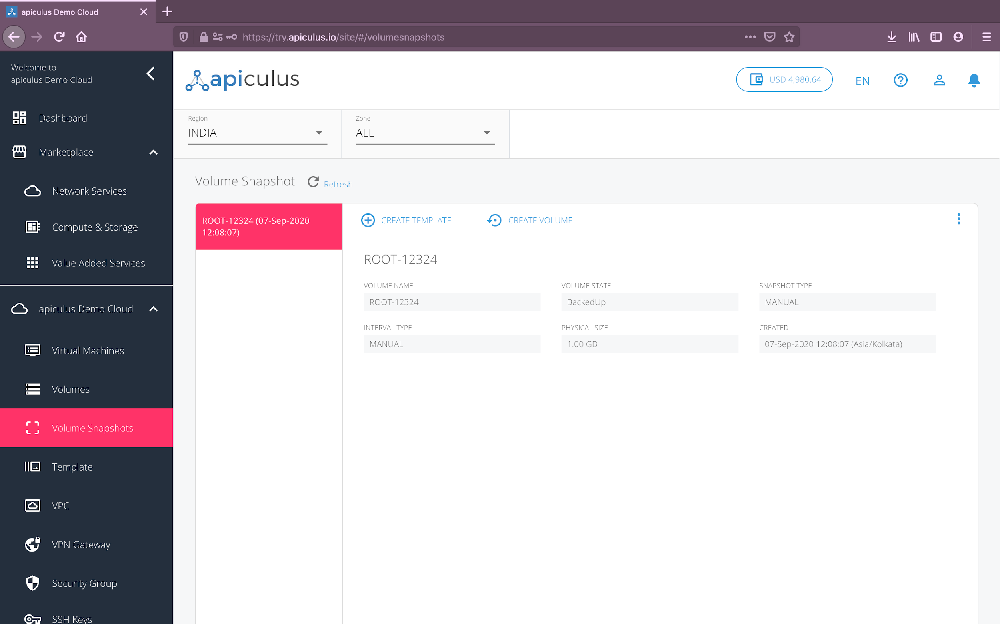 apiculus Demo Cloud
https://try.apiculus.io/site/#/volumesnapshots
Welcome to
apiculus Demo Cloud
Dashboard
Marketplace
Network Services
Compute & Storage
Value Added Services
apiculus Demo Cloud
Virtual Machines
Volumes
Volume Snapshots
Template
VPC
VPN Gateway
Security Group
SSH Keys
apiculus
USD 4,980.64
EN
Region
INDIA
Zone
ALL
Volume Snapshot
Refresh
ROOT-12324 (07-Sep-2020
12:08:07)
CREATE TEMPLATE
CREATE VOLUME
ROOT-12324
VOLUME NAME
ROOT-12324
VOLUME STATE
BackedUp
SNAPSHOT TYPE
MANUAL
INTERVAL TYPE
MANUAL
PHYSICAL SIZE
1.00 GB
CREATED
07-Sep-2020 12:08:07 (Asia/Kolkata)